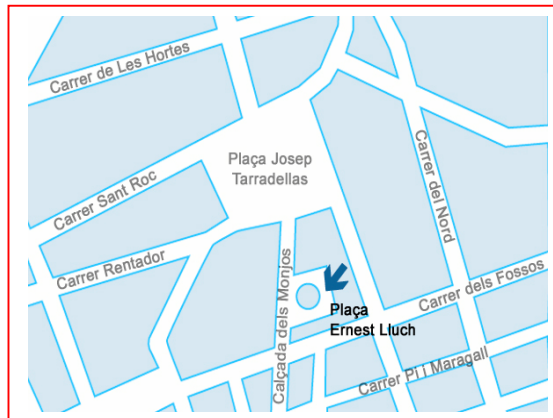 Carrer de Les Hortes
Plaça Josep
Tarradellas
Carrer Sant Roc
Carrer del Nord
Carrer Rentador
Calçada dels Monjos
Carrer dels Fossos
Plaça
Ernest Lluch
Carrer Pi i Maragall